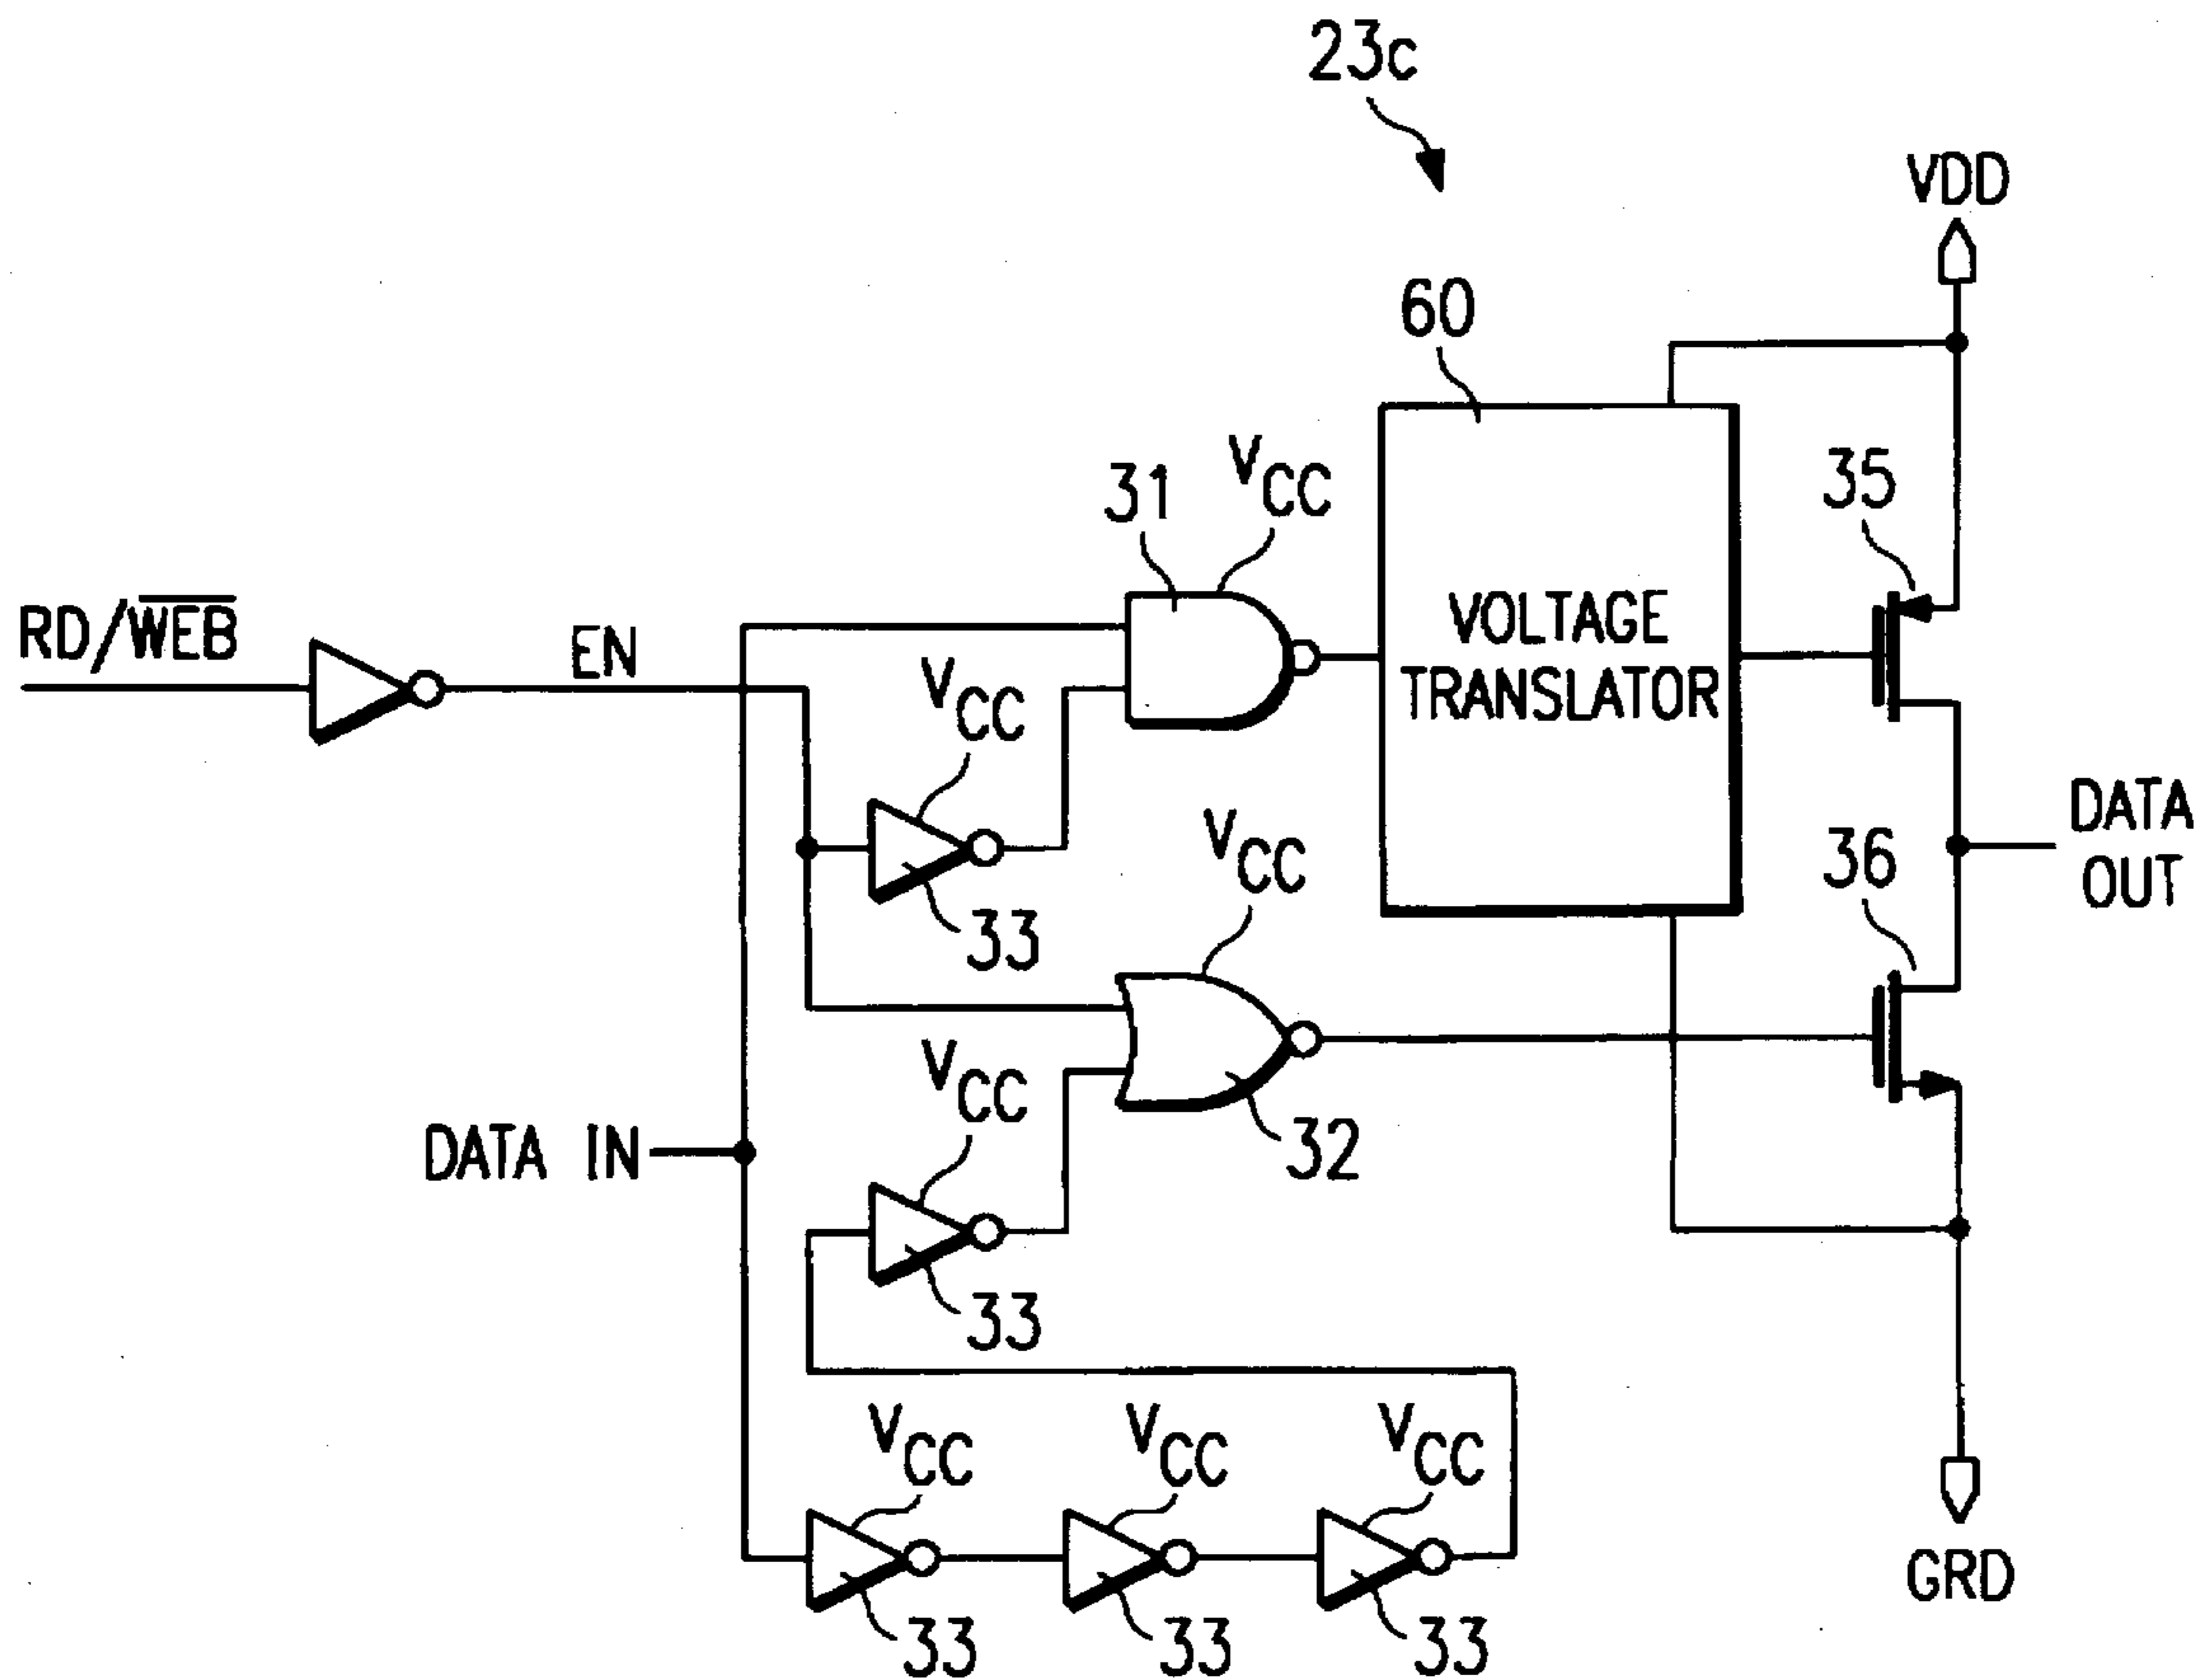 23c
VDD
60
31
VCC
35
RD/WEB
EN
VCC
VOLTAGE
TRANSLATOR
DATA
OUT
VCC
36
33
VCC
DATA IN
32
33
VCC
VCC
VCC
GRD
33
33
33